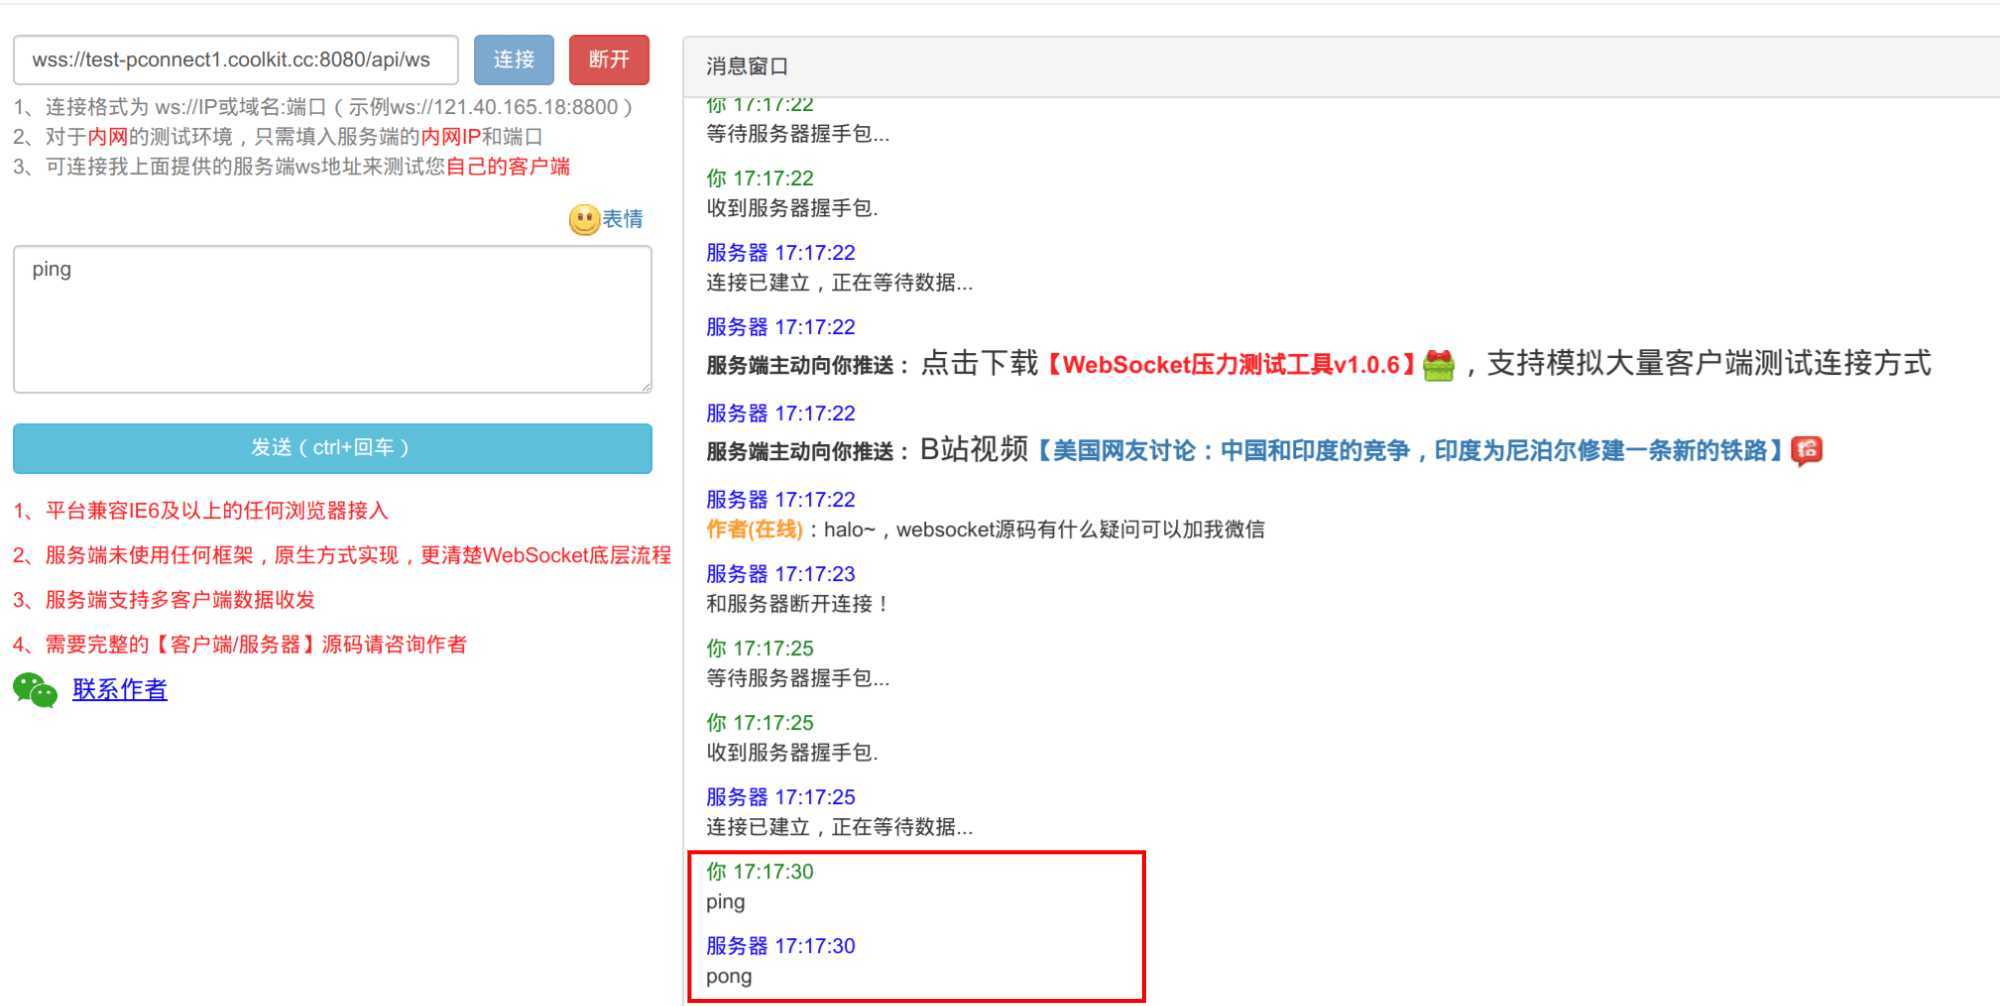 wss://test-pconnect1.coolkit.cc:8080/api/ws
连接
断开
1、连接格式为 ws://IP或域名:端口（示例ws://121.40.165.18:8800）
2、对于内网的测试环境，只需填入服务端的内网IP和端口
3、可连接我上面提供的服务端ws地址来测试您自己的客户端
表情
ping
发送（ctrl+回车）
1、平台兼容IE6及以上的任何浏览器接入
2、服务端未使用任何框架，原生方式实现，更清楚WebSocket底层流程
3、服务端支持多客户端数据收发
4、需要完整的【客户端/服务器】源码请咨询作者
联系作者
消息窗口
你 17:17:22
等待服务器握手包...
你 17:17:22
收到服务器握手包.
服务器 17:17:22
连接已建立，正在等待数据...
服务器 17:17:22
服务端主动向你推送：点击下载【WebSocket压力测试工具v1.0.6】，支持模拟大量客户端测试连接方式
服务器 17:17:22
服务端主动向你推送：B站视频【美国网友讨论：中国和印度的竞争，印度为尼泊尔修建一条新的铁路】
服务器 17:17:22
作者(在线)：halo~，websocket源码有什么疑问可以加我微信
服务器 17:17:23
和服务器断开连接！
你 17:17:25
等待服务器握手包...
你 17:17:25
收到服务器握手包.
服务器 17:17:25
连接已建立，正在等待数据...
你 17:17:30
ping
服务器 17:17:30
pong